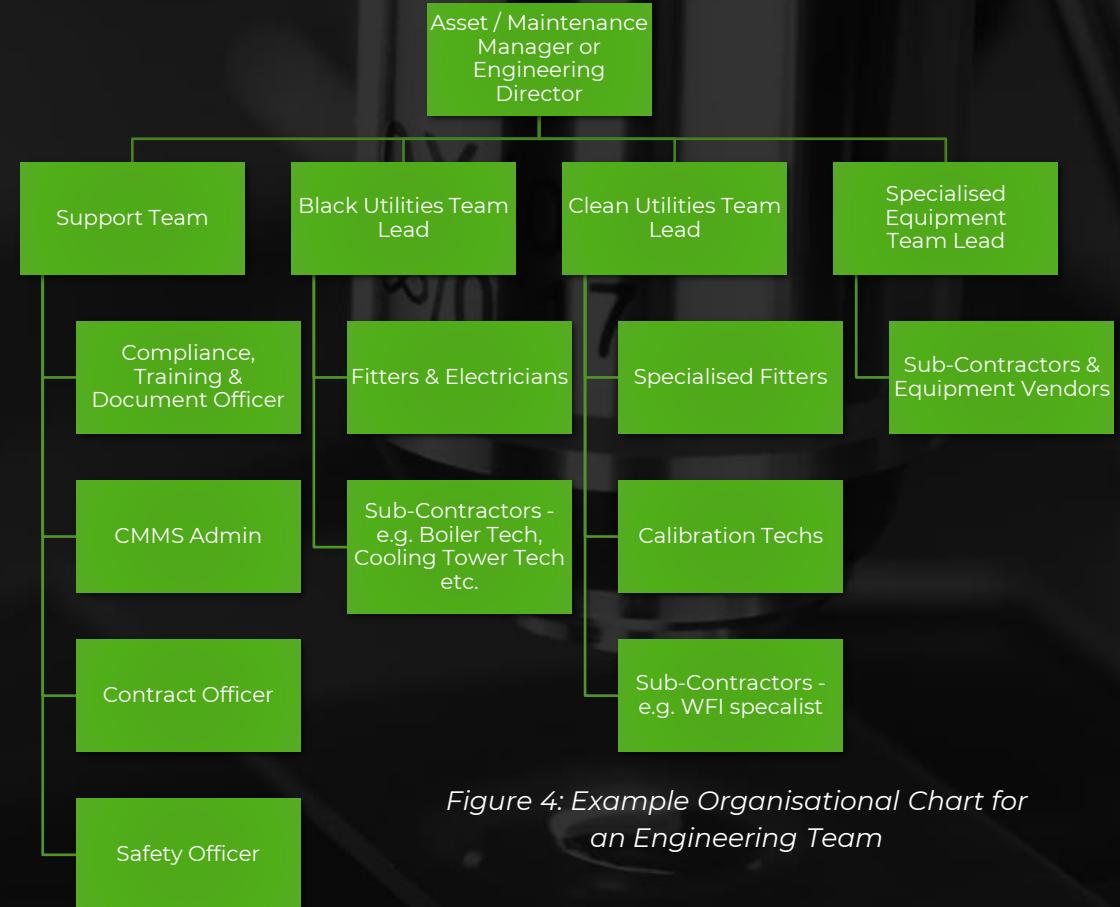 Asset / Maintenance
Manager or
Engineering
Director
Support Team
Black Utilities Team
Lead
Clean Utilities Team
Lead
Specialised
Equipment
Team Lead
Compliance,
Training &
Document Officer
CMMS Admin
Contract Officer
Safety Officer
Fitters & Electricians
Sub-Contractors -
e.g. Boiler Tech,
Cooling Tower Tech
etc.
Specialised Fitters
Calibration Techs
Sub-Contractors -
e.g. WFI specalist
Sub-Contractors &
Equipment Vendors
Figure 4: Example Organisational Chart for
an Engineering Team